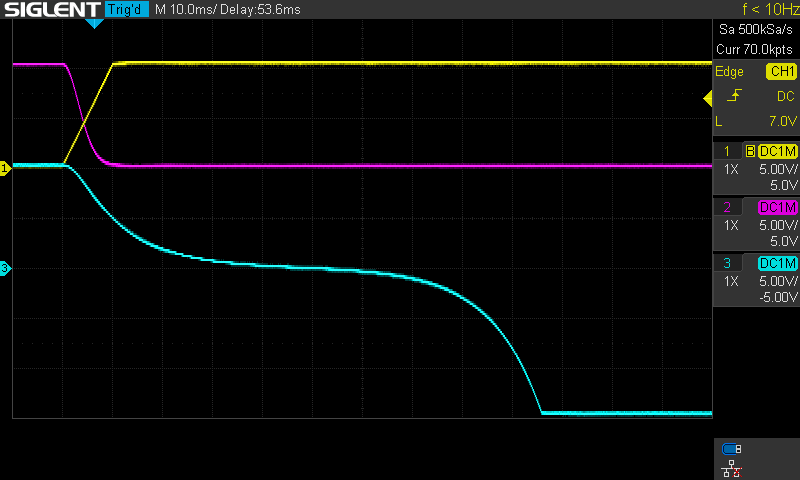 SIGLENT Trig'd M 10.0ms/ Delay:53.6ms f < 10Hz
Sa 500kSa/s
Curr 70.0kpts
Edge CH1
DC
L 7.0V
1 B DC1M
1X 5.00V/
5.0V
2 DC1M
1X 5.00V/
5.0V
3 DC1M
1X 5.00V/
-5.00V
1
3